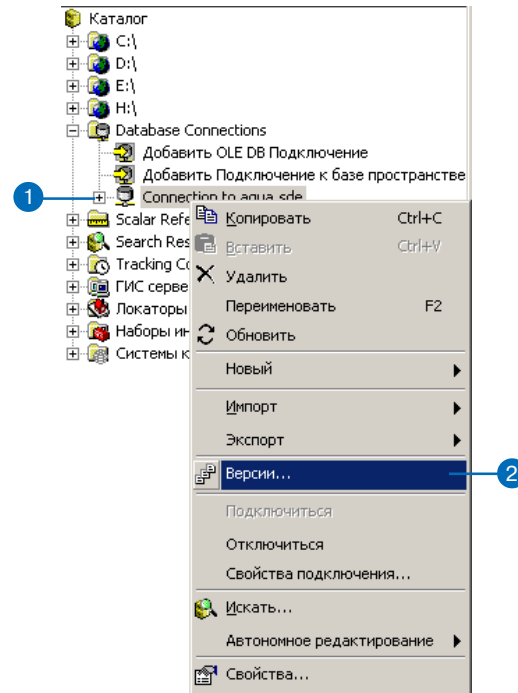 Каталог
C:\
D:\
E:\
H:\
Database Connections
Добавить OLE DB Подключение
Добавить Подключение к базе пространстве
1
Connection to aqua.sde
Scalar Refe
Search Res
Tracking Co
ГИС серве
Локаторы
Наборы ин
Системы к
Копировать Ctrl+C
Вставить Ctrl+V
Удалить
Переименовать F2
Обновить
Новый
Импорт
Экспорт
Версии...
2
Подключиться
Отключиться
Свойства подключения...
Искать...
Автономное редактирование
Свойства...